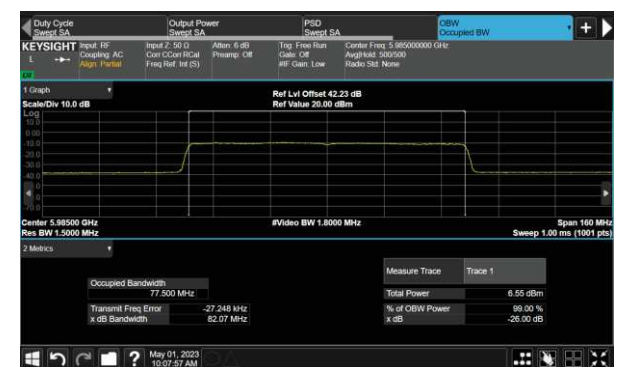 Duty Cycle
Swept SA
Output Power
Swept SA
PSD
Swept SA
OBW
Occupied BW
KEYSIGHT
L
Input: RF
Coupling: AC
Align: Partial
Input Z: 50 Ω
Corr CCorr RCal
Freq Ref: Int (S)
Atten: 6 dB
Preamp: Off
Trig: Free Run
Gate: Off
#IF Gain: Low
Center Freq: 5.985000000 GHz
Avg|Hold: 500/500
Radio Std: None
1 Graph
Scale/Div 10.0 dB
Ref Lvl Offset 42.23 dB
Ref Value 20.00 dBm
Log
10.0
0.00
-10.0
-20.0
-30.0
-40.0
Center 5.98500 GHz
Res BW 1.5000 MHz
#Video BW 1.8000 MHz
Span 160 MHz
Sweep 1.00 ms (1001 pts)
2 Metrics
Measure Trace Trace 1
Occupied Bandwidth
77.500 MHz
Total Power 6.55 dBm
Transmit Freq Error -27.248 kHz
x dB Bandwidth 82.07 MHz
% of OBW Power 99.00 %
x dB -26.00 dB
?
May 01, 2023
10:07:57 AM